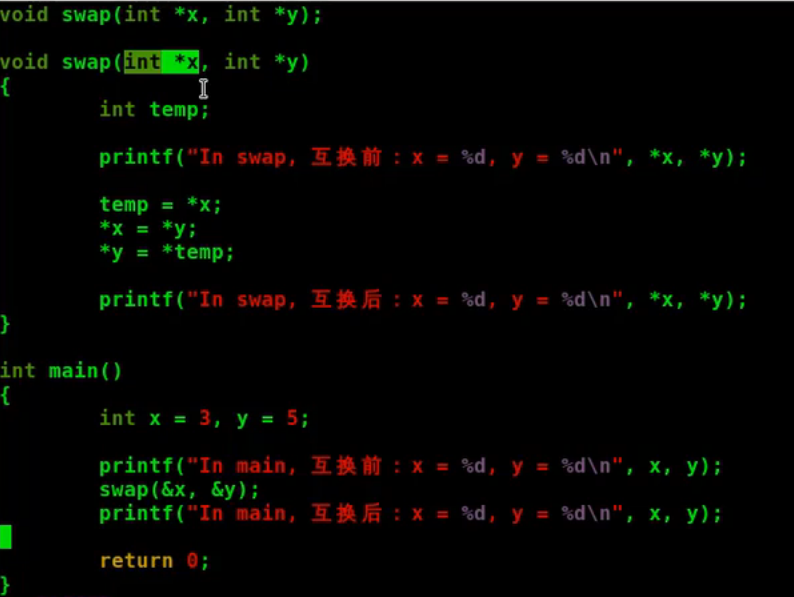 void swap(int *x, int *y);
void swap(int *x, int *y)
{
int temp;
printf("In swap, 互换前：x = %d, y = %d\n", *x, *y);
temp = *x;
*x = *y;
*y = *temp;
printf("In swap, 互换后：x = %d, y = %d\n", *x, *y);
}
int main()
{
int x = 3, y = 5;
printf("In main, 互换前：x = %d, y = %d\n", x, y);
swap(&x, &y);
printf("In main, 互换后：x = %d, y = %d\n", x, y);
return 0;
}